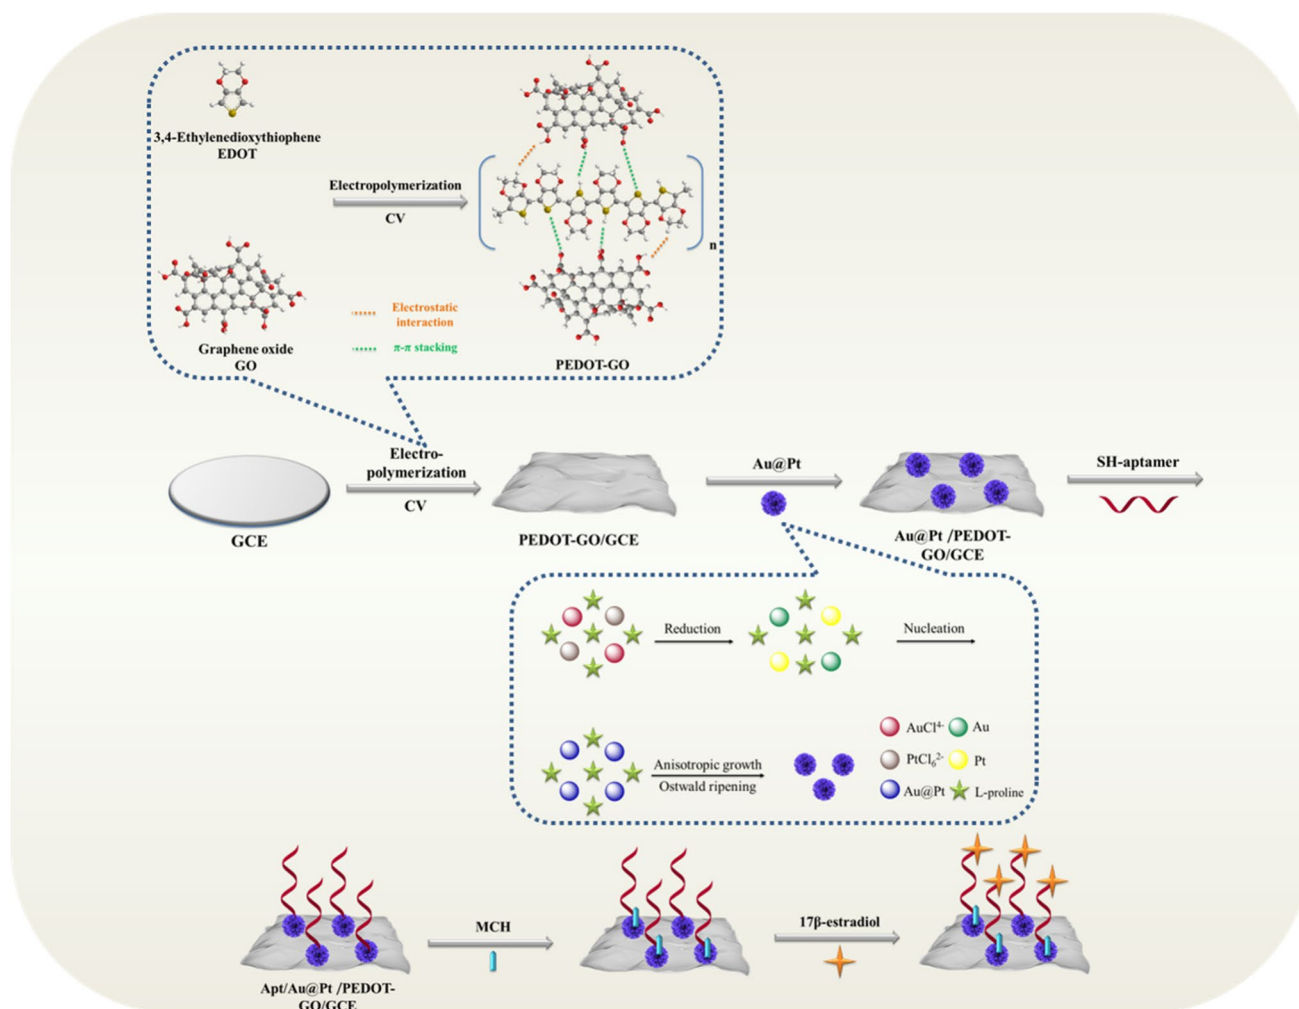 3,4-Ethylenedioxythiophene
EDOT
Electropolymerization
CV
n
Graphene oxide
GO
Electrostatic
interaction
π-π stacking
PEDOT-GO
GCE
Electro-
polymerization
CV
PEDOT-GO/GCE
Au@Pt
Au@Pt /PEDOT-
GO/GCE
SH-aptamer
Reduction
Nucleation
Anisotropic growth
Ostwald ripening
AuCl⁴⁻
Au
PtCl₆²⁻
Pt
Au@Pt
L-proline
Apt/Au@Pt /PEDOT-
GO/GCE
MCH
17β-estradiol